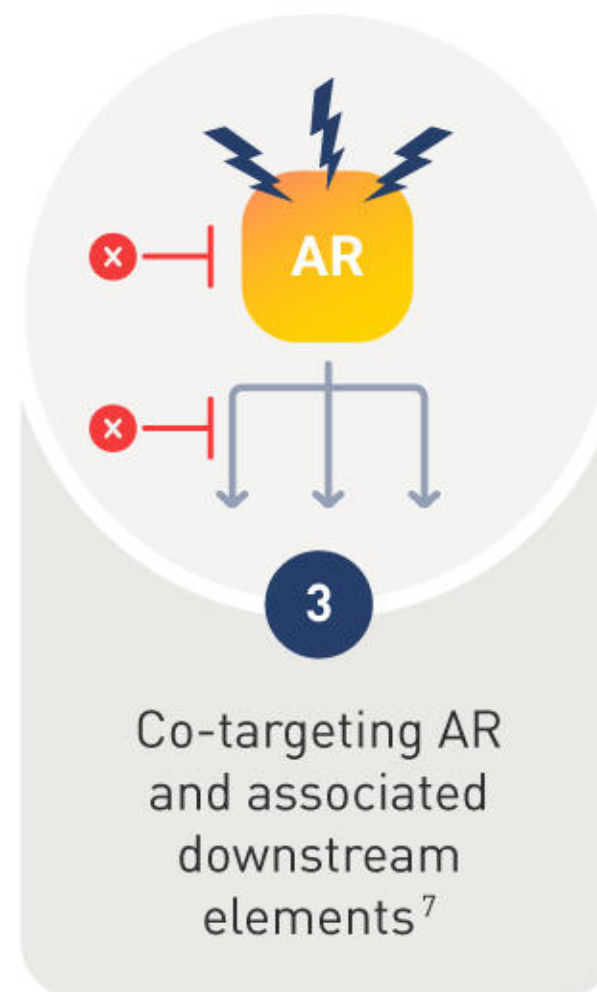 AR
3
Co-targeting AR
and associated
downstream
elements⁷